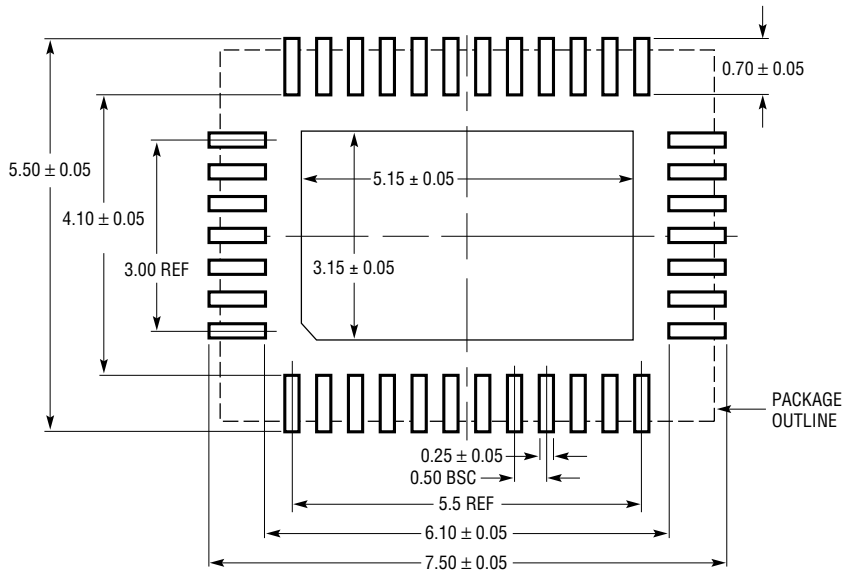 0.70 ± 0.05
5.50 ± 0.05
5.15 ± 0.05
4.10 ± 0.05
3.00 REF
3.15 ± 0.05
PACKAGE
OUTLINE
0.25 ± 0.05
0.50 BSC
5.5 REF
6.10 ± 0.05
7.50 ± 0.05